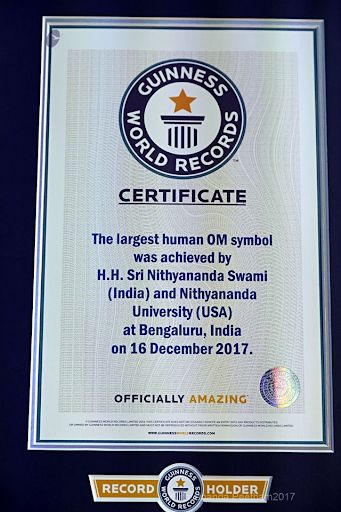 GUINNESS
WORLD RECORDS
CERTIFICATE
The largest human OM symbol
was achieved by
H.H. Sri Nithyananda Swami
(India) and Nithyananda
University (USA)
at Bengaluru, India
on 16 December 2017.
OFFICIALLY AMAZING
WWW.GUINNESSWORLDRECORDS.COM
GUINNESS
WORLD RECORDS
RECORD HOLDER
2017